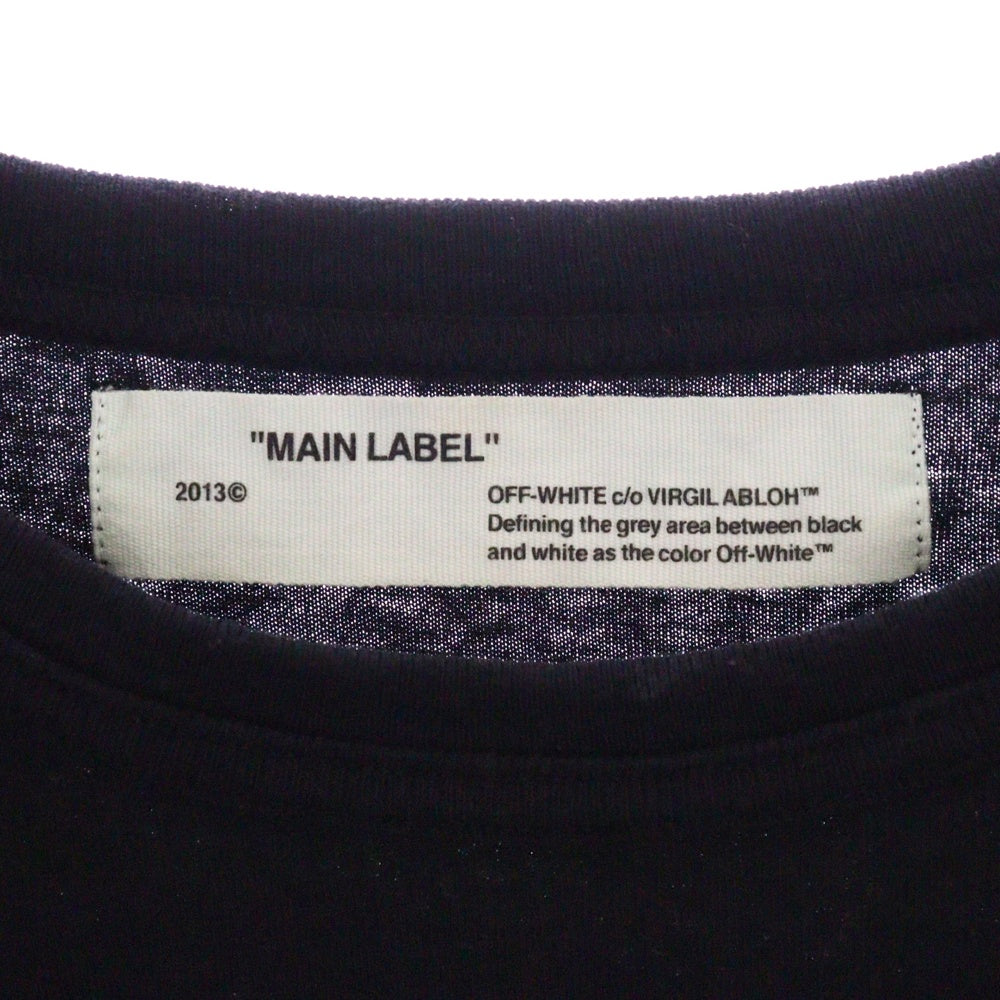 "MAIN LABEL"
2013©
OFF-WHITE c/o VIRGIL ABLOH™
Defining the grey area between black
and white as the color Off-White™